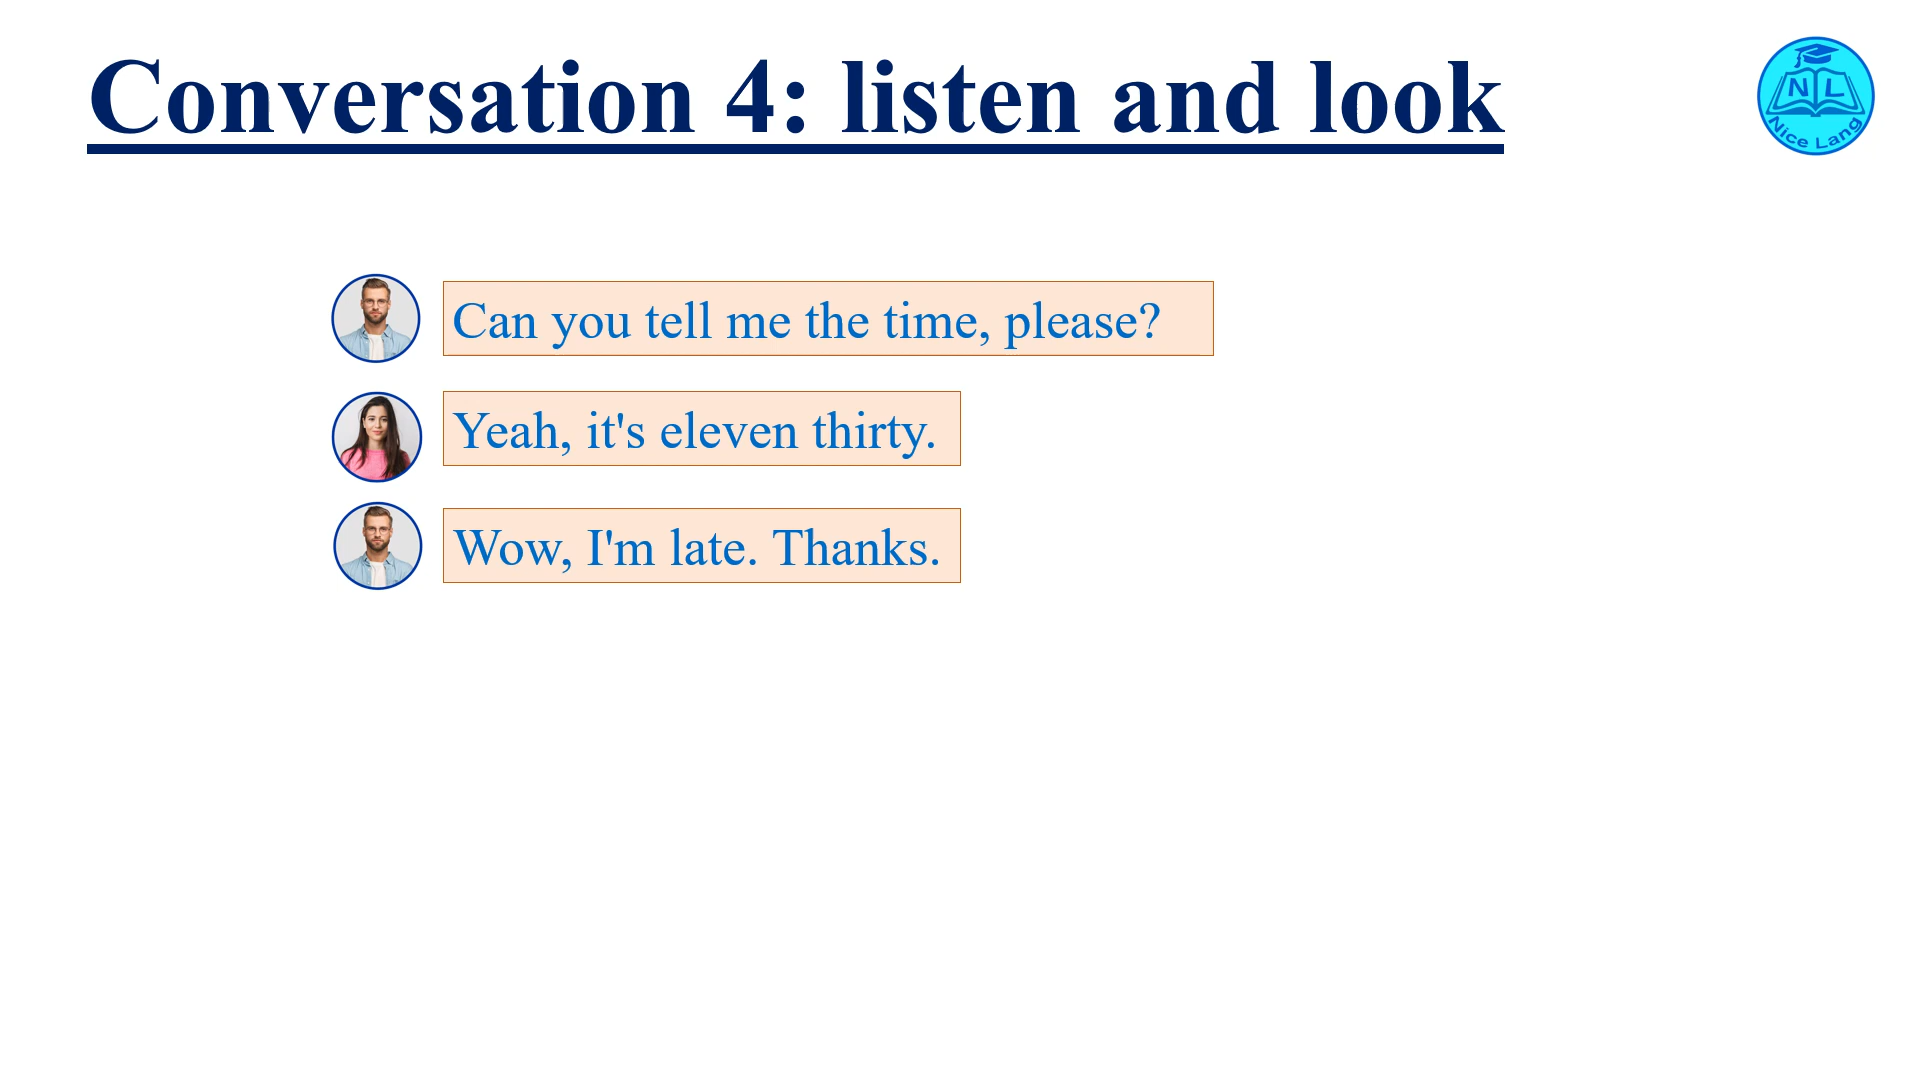 Conversation 4: listen and look
N L
Nice Lang
Can you tell me the time, please?
Yeah, it's eleven thirty.
Wow, I'm late. Thanks.